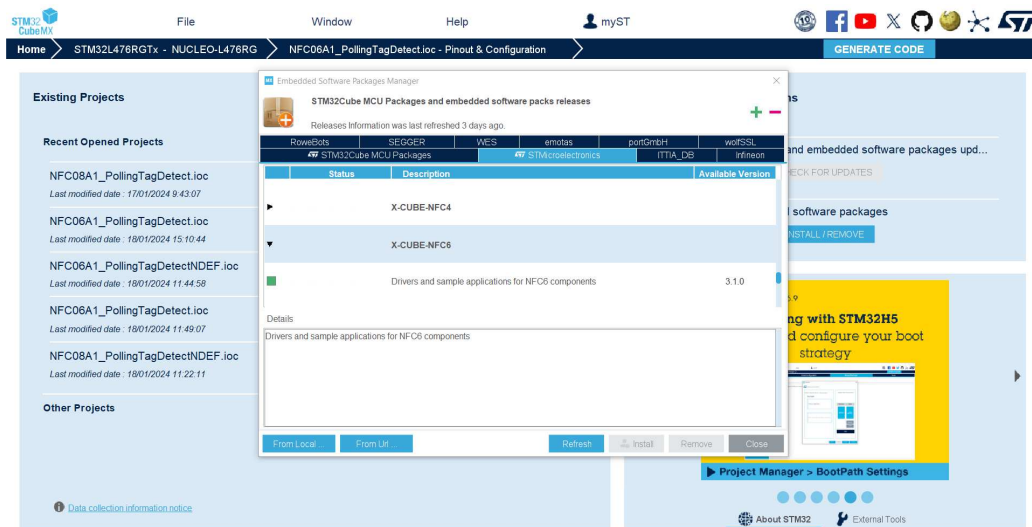 STM32
CubeMX
File
Window
Help
myST
10
Home
STM32L476RGTx - NUCLEO-L476RG
NFC06A1_PollingTagDetect.ioc - Pinout & Configuration
GENERATE CODE
Existing Projects
Recent Opened Projects
NFC08A1_PollingTagDetect.ioc
Last modified date : 17/01/2024 9:43:07
NFC06A1_PollingTagDetect.ioc
Last modified date : 18/01/2024 15:10:44
NFC06A1_PollingTagDetectNDEF.ioc
Last modified date : 18/01/2024 11:44:58
NFC06A1_PollingTagDetect.ioc
Last modified date : 18/01/2024 11:49:07
NFC08A1_PollingTagDetectNDEF.ioc
Last modified date : 18/01/2024 11:22:11
Other Projects
Data collection information notice
MX Embedded Software Packages Manager
STM32Cube MCU Packages and embedded software packs releases
Releases Information was last refreshed 3 days ago.
RoweBots SEGGER WES emotas portGmbH wolfSSL
STM32Cube MCU Packages STMicroelectronics ITTIA_DB Infineon
Status Description Available Version
X-CUBE-NFC4
X-CUBE-NFC6
Drivers and sample applications for NFC6 components 3.1.0
Details
Drivers and sample applications for NFC6 components
From Local ... From Url ... Refresh Install Remove Close
ns
and embedded software packages upd...
HECK FOR UPDATES
software packages
NSTALL / REMOVE
6.9
ng with STM32H5
d configure your boot
strategy
Project Manager > BootPath Settings
About STM32 External Tools